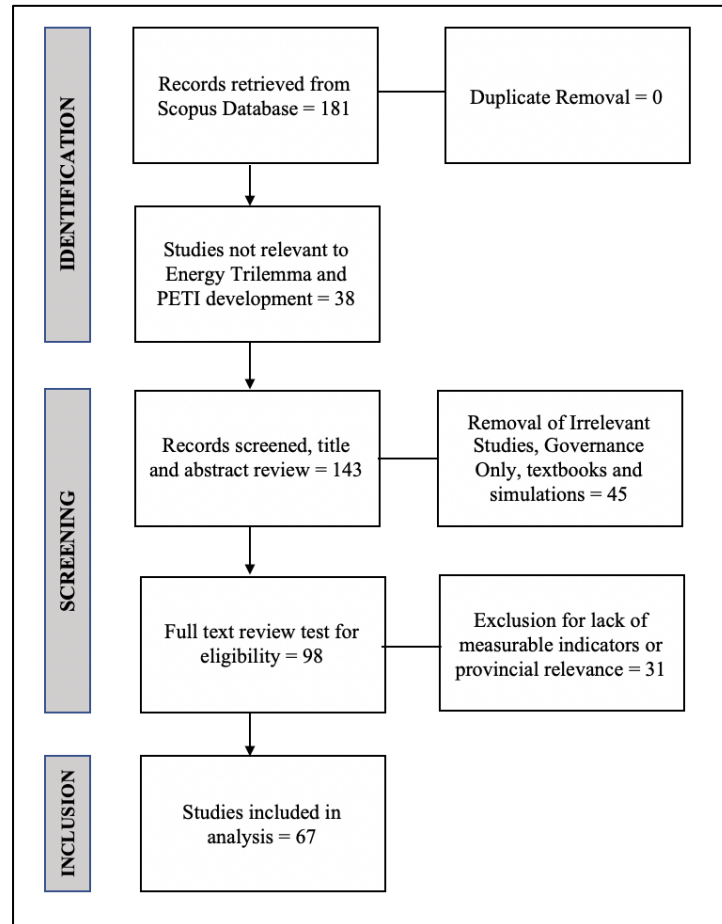 IDENTIFICATION
Records retrieved from
Scopus Database = 181
Duplicate Removal = 0
Studies not relevant to
Energy Trilemma and
PETI development = 38
SCREENING
Records screened, title
and abstract review = 143
Removal of Irrelevant
Studies, Governance
Only, textbooks and
simulations = 45
Full text review test for
eligibility = 98
Exclusion for lack of
measurable indicators or
provincial relevance = 31
INCLUSION
Studies included in
analysis = 67